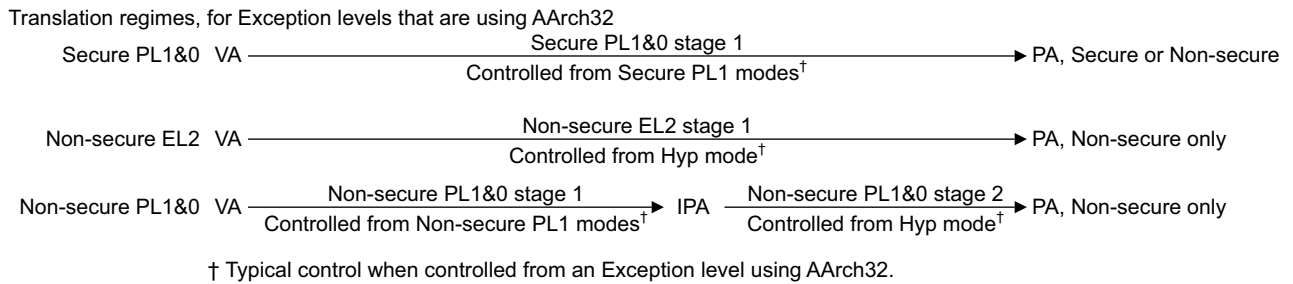 Translation regimes, for Exception levels that are using AArch32
Secure PL1&0 stage 1
Secure PL1&0 VA PA, Secure or Non-secure
Controlled from Secure PL1 modes†
Non-secure EL2 stage 1
Non-secure EL2 VA PA, Non-secure only
Controlled from Hyp mode†
Non-secure PL1&0 stage 1 Non-secure PL1&0 stage 2
Non-secure PL1&0 VA IPA PA, Non-secure only
Controlled from Non-secure PL1 modes† Controlled from Hyp mode†
† Typical control when controlled from an Exception level using AArch32.